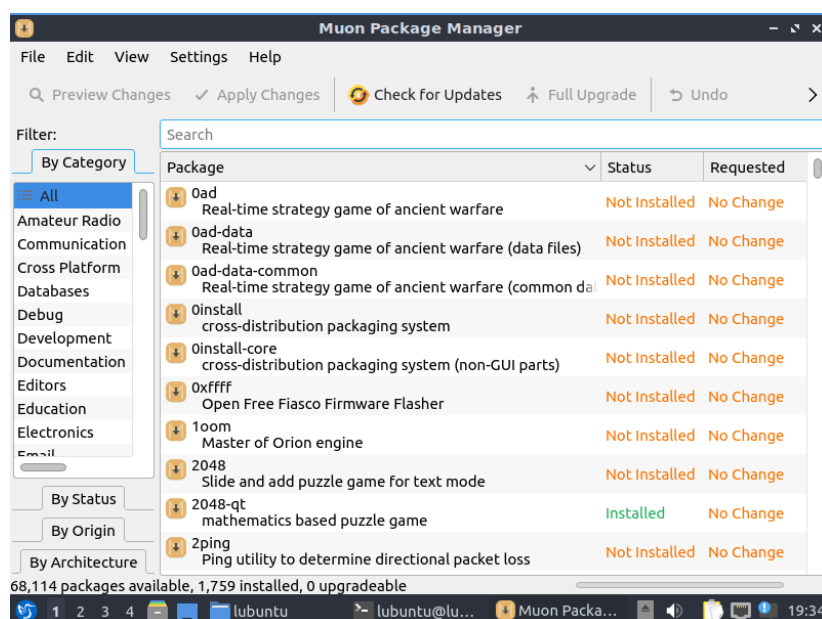 Muon Package Manager
File Edit View Settings Help
Preview Changes Apply Changes Check for Updates Full Upgrade Undo
Filter:
Search
By Category
Package Status Requested
All
Amateur Radio
Communication
Cross Platform
Databases
Debug
Development
Documentation
Editors
Education
Electronics
Email
0ad
Real-time strategy game of ancient warfare
Not Installed No Change
0ad-data
Real-time strategy game of ancient warfare (data files)
Not Installed No Change
0ad-data-common
Real-time strategy game of ancient warfare (common dat
Not Installed No Change
0install
cross-distribution packaging system
Not Installed No Change
0install-core
cross-distribution packaging system (non-GUI parts)
Not Installed No Change
0xffff
Open Free Fiasco Firmware Flasher
Not Installed No Change
1oom
Master of Orion engine
Not Installed No Change
2048
Slide and add puzzle game for text mode
Not Installed No Change
2048-qt
mathematics based puzzle game
Installed No Change
2ping
Ping utility to determine directional packet loss
Not Installed No Change
By Status
By Origin
By Architecture
68,114 packages available, 1,759 installed, 0 upgradeable
1 2 3 4 lubuntu lubuntu@lu... Muon Packa... 19:34